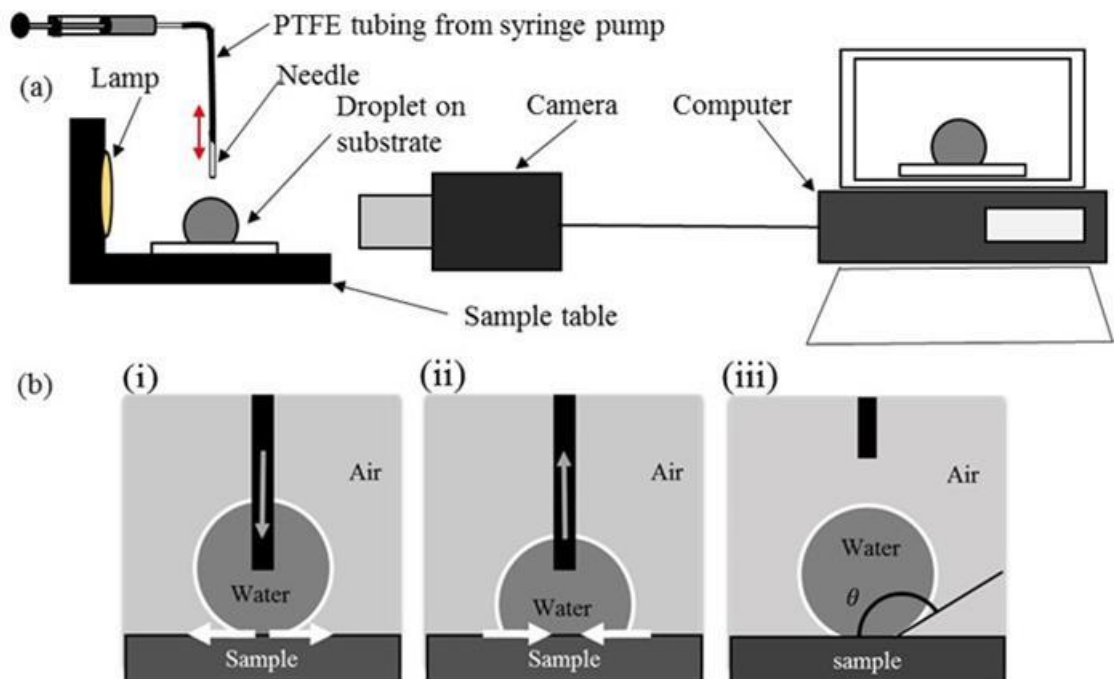 PTFE tubing from syringe pump
(a)
Lamp
Needle
Droplet on
substrate
Camera
Computer
Sample table
(b)
(i)
Air
Water
Sample
(ii)
Air
Water
Sample
(iii)
Air
Water
θ
sample